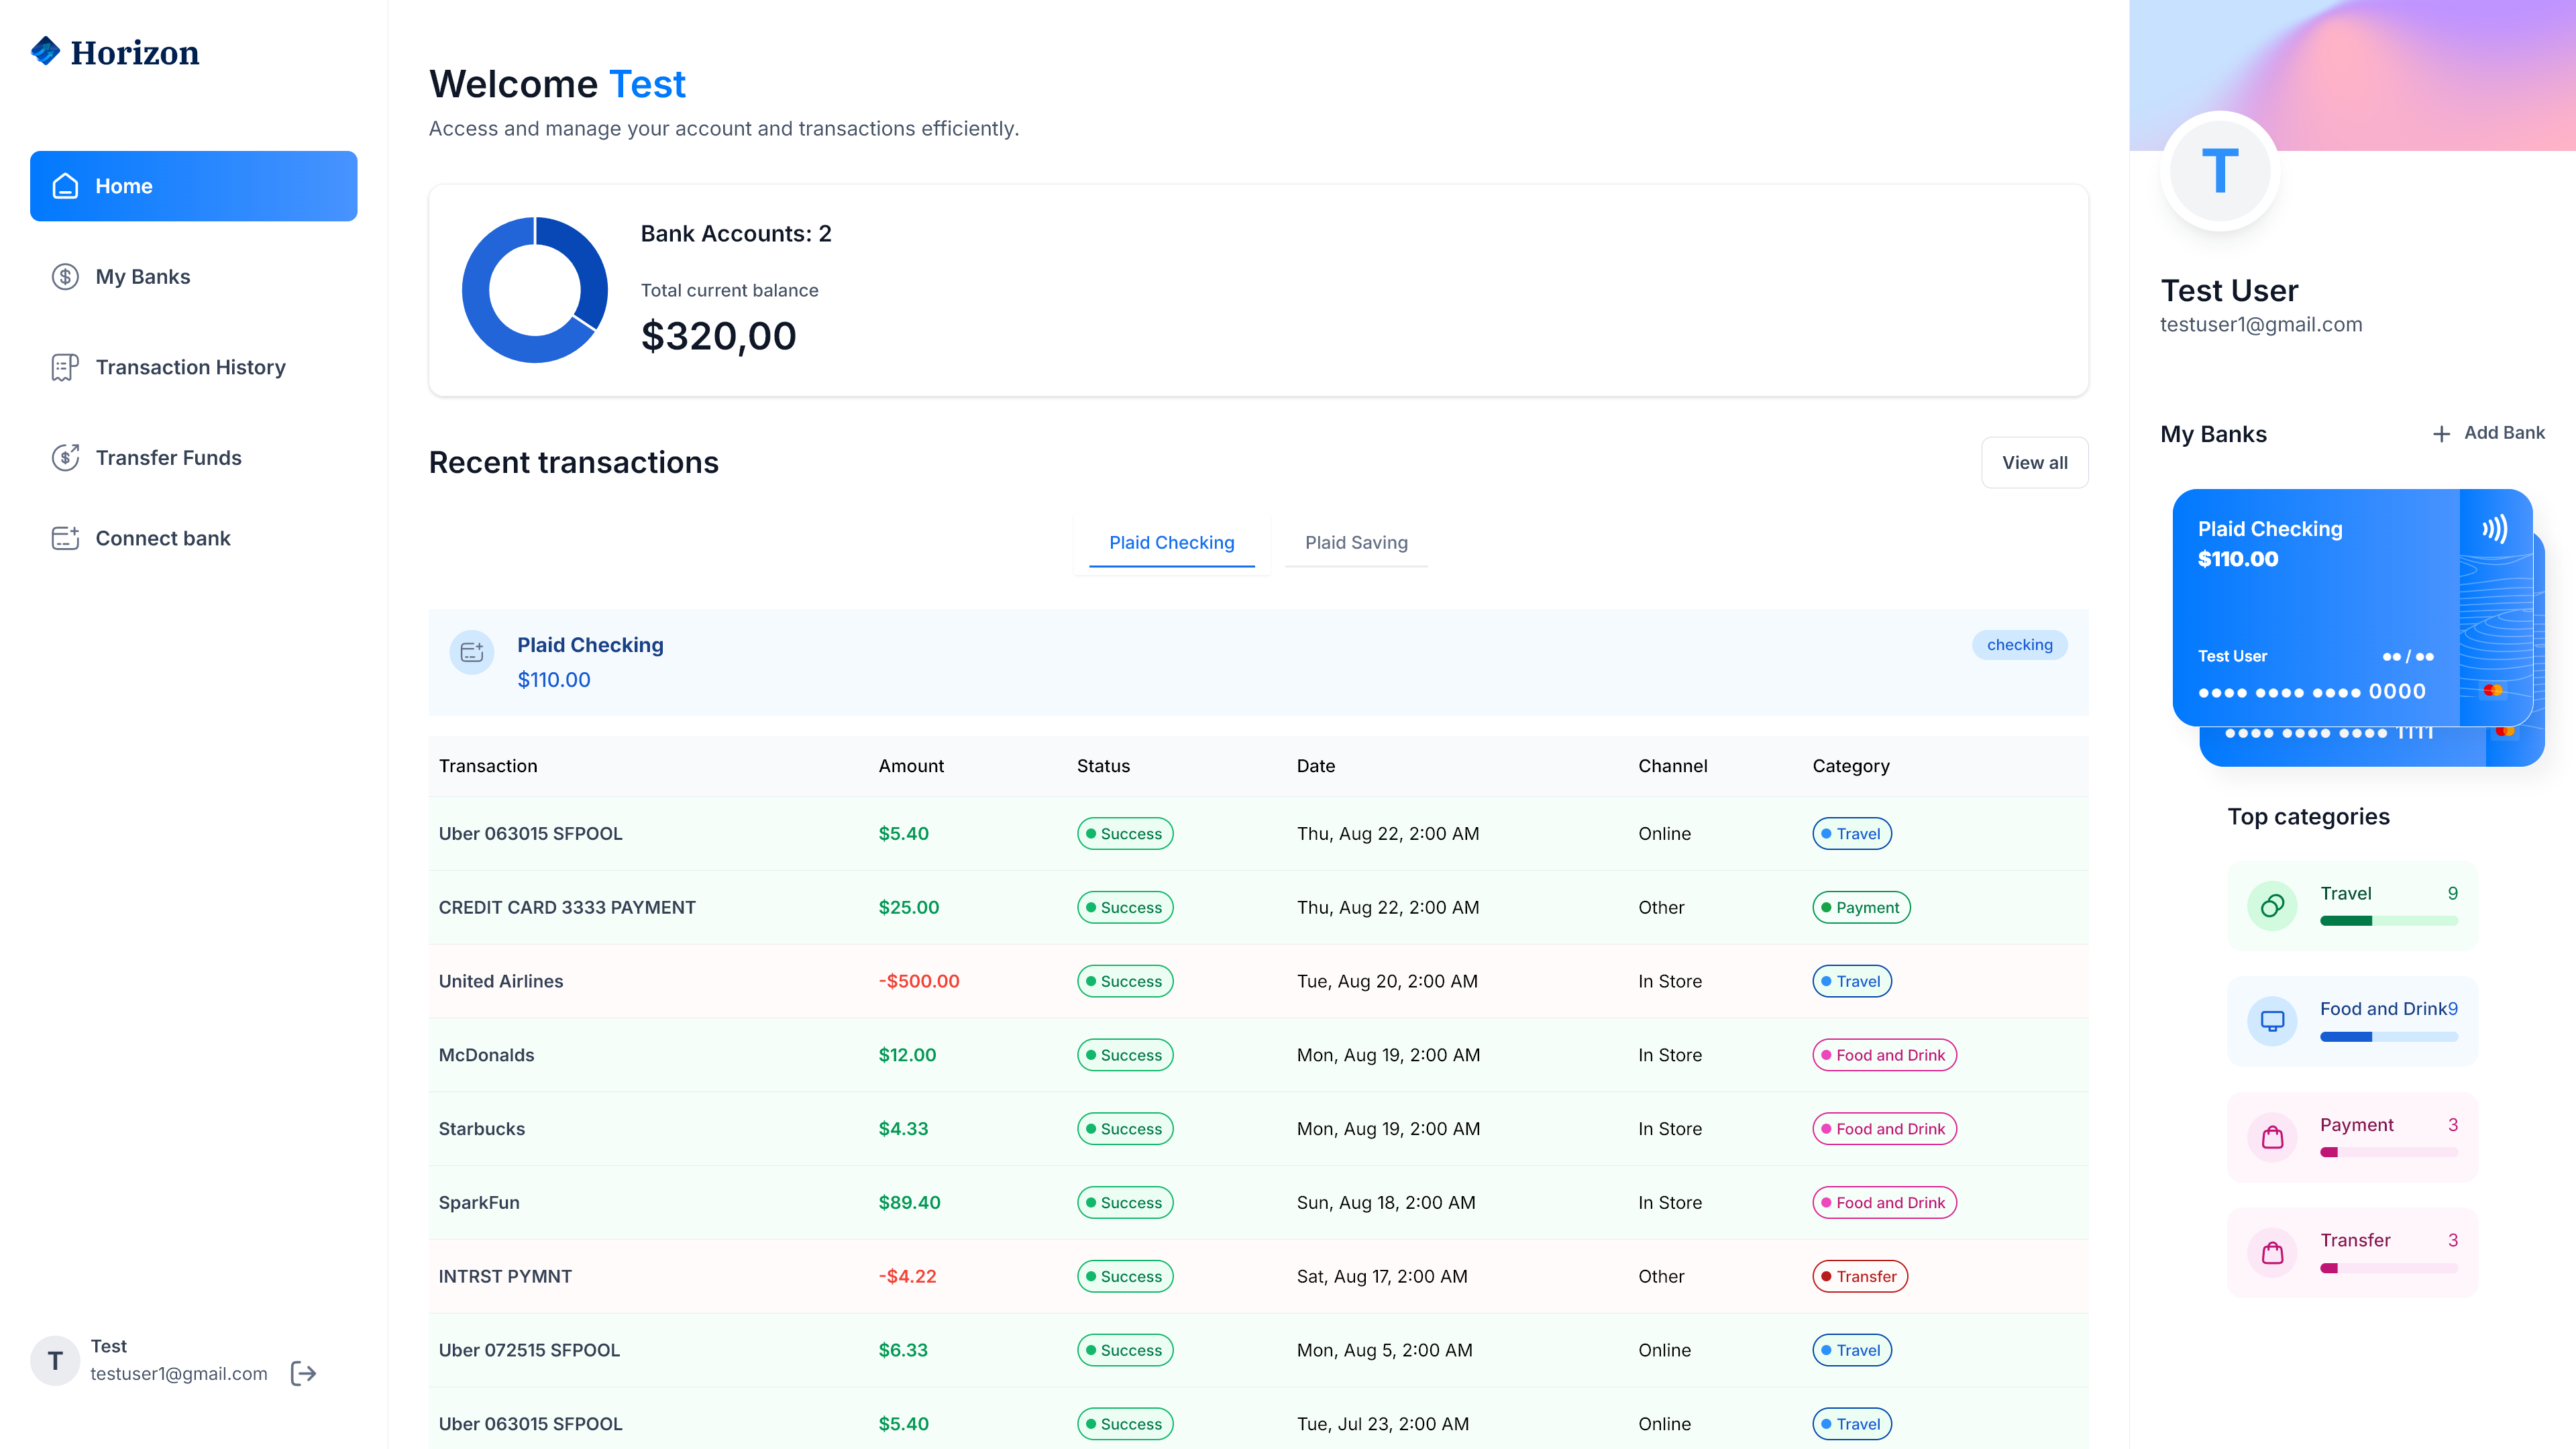 Horizon
Home
My Banks
Transaction History
Transfer Funds
Connect bank
T
Test
testuser1@gmail.com
Welcome Test
Access and manage your account and transactions efficiently.
Bank Accounts: 2
Total current balance
$320,00
Recent transactions
View all
Plaid Checking Plaid Saving
Plaid Checking
$110.00
checking
Transaction Amount Status Date Channel Category
Uber 063015 SFPOOL $5.40 Success Thu, Aug 22, 2:00 AM Online Travel
CREDIT CARD 3333 PAYMENT $25.00 Success Thu, Aug 22, 2:00 AM Other Payment
United Airlines -$500.00 Success Tue, Aug 20, 2:00 AM In Store Travel
McDonalds $12.00 Success Mon, Aug 19, 2:00 AM In Store Food and Drink
Starbucks $4.33 Success Mon, Aug 19, 2:00 AM In Store Food and Drink
SparkFun $89.40 Success Sun, Aug 18, 2:00 AM In Store Food and Drink
INTRST PYMNT -$4.22 Success Sat, Aug 17, 2:00 AM Other Transfer
Uber 072515 SFPOOL $6.33 Success Mon, Aug 5, 2:00 AM Online Travel
Uber 063015 SFPOOL $5.40 Success Tue, Jul 23, 2:00 AM Online Travel
T
Test User
testuser1@gmail.com
My Banks
Add Bank
Plaid Checking
$110.00
Test User ●● / ●●
●●●● ●●●● ●●●● 0000
●●●● ●●●● ●●●● 1111
Top categories
Travel 9
Food and Drink9
Payment 3
Transfer 3